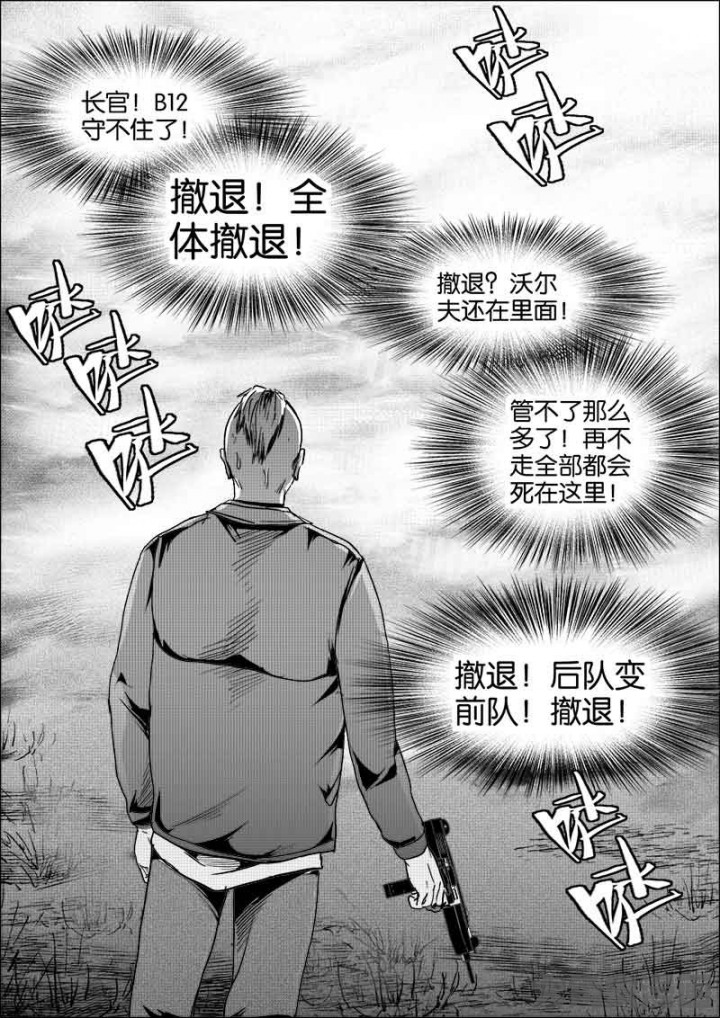 长官！B12
守不住了！
撤退！全
体撤退！
撤退？沃尔
夫还在里面！
管不了那么
多了！再不
走全部都会
死在这里！
撤退！后队变
前队！撤退！
哒
哒
哒
哒
哒
哒
哒